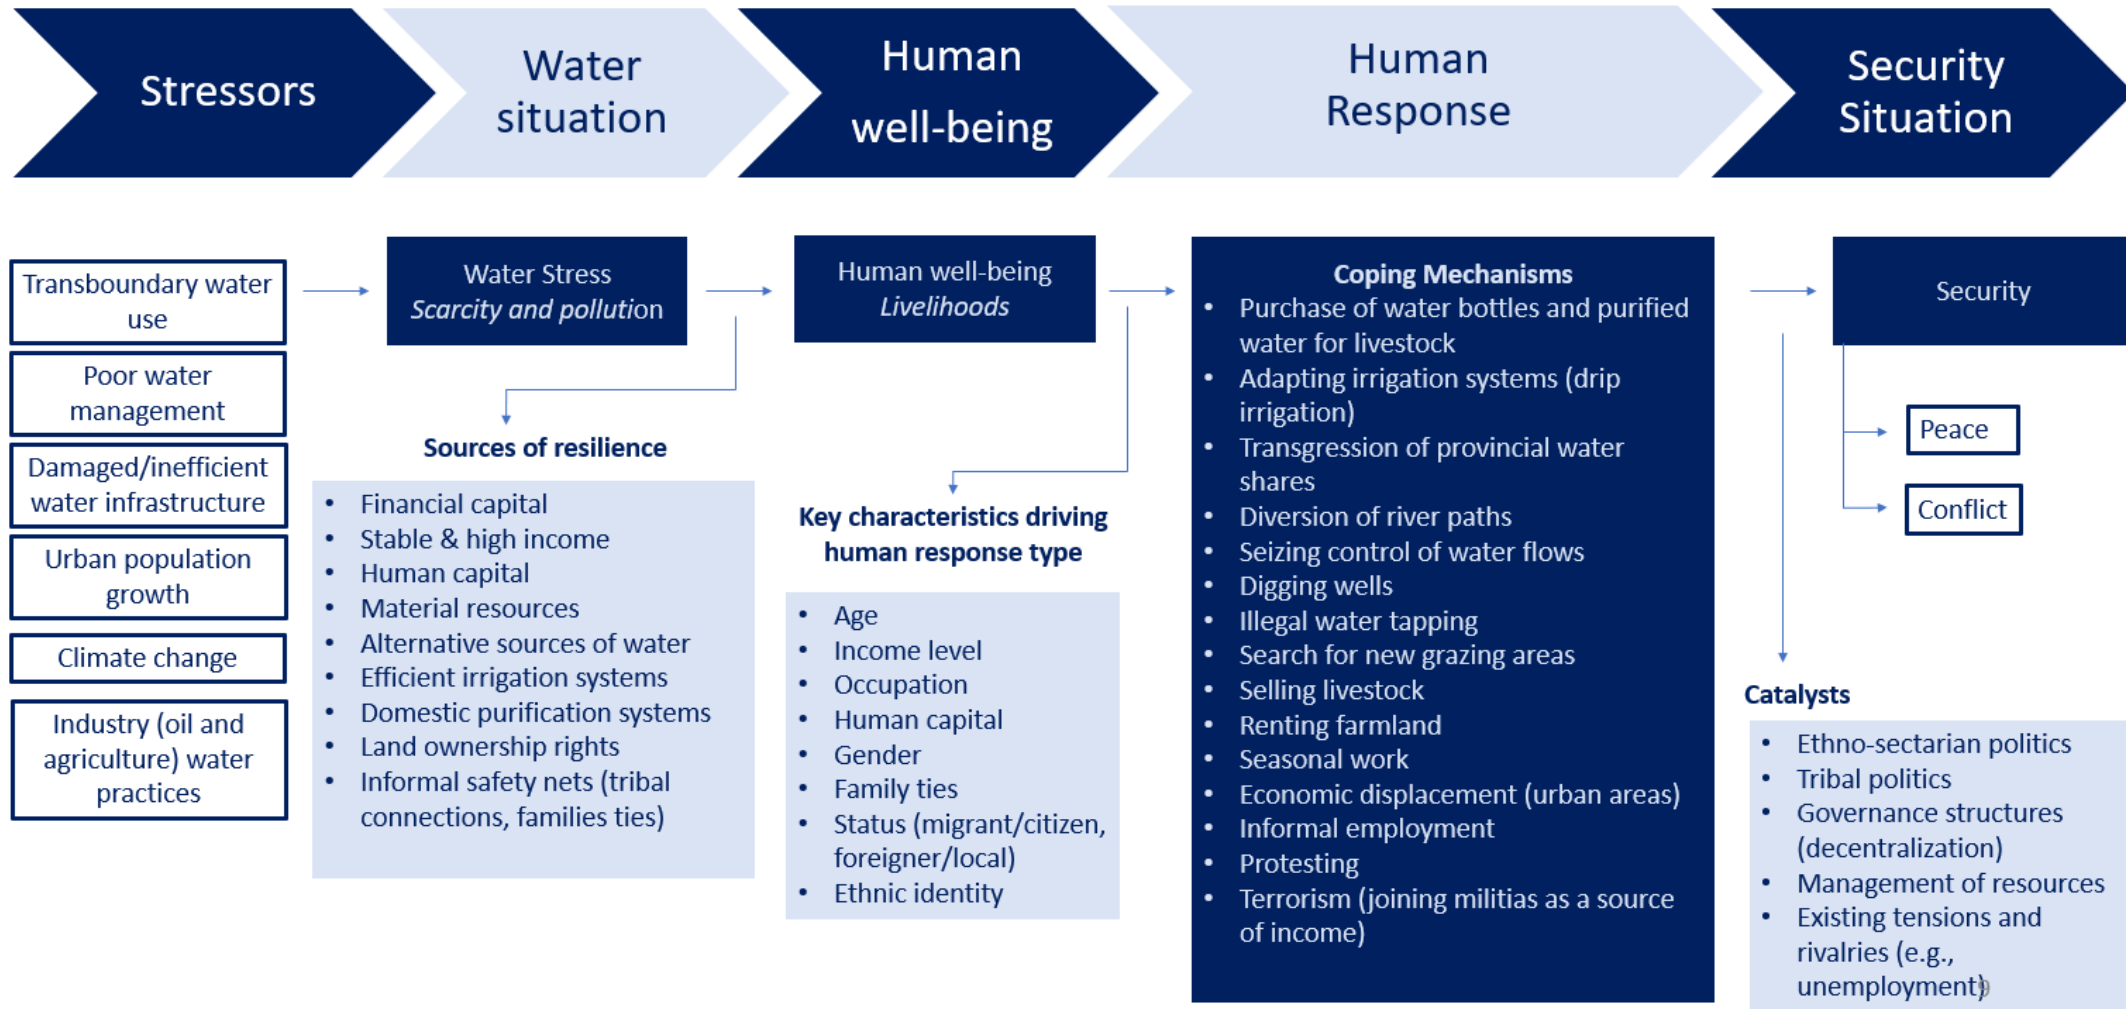 Stressors
Water
situation
Human
well-being
Human
Response
Security
Situation
Transboundary water
use
Poor water
management
Damaged/inefficient
water infrastructure
Urban population
growth
Climate change
Industry (oil and
agriculture) water
practices
Water Stress
Scarcity and pollution
Sources of resilience
• Financial capital
• Stable & high income
• Human capital
• Material resources
• Alternative sources of water
• Efficient irrigation systems
• Domestic purification systems
• Land ownership rights
• Informal safety nets (tribal
connections, families ties)
Human well-being
Livelihoods
Key characteristics driving
human response type
• Age
• Income level
• Occupation
• Human capital
• Gender
• Family ties
• Status (migrant/citizen,
foreigner/local)
• Ethnic identity
Coping Mechanisms
• Purchase of water bottles and purified
water for livestock
• Adapting irrigation systems (drip
irrigation)
• Transgression of provincial water
shares
• Diversion of river paths
• Seizing control of water flows
• Digging wells
• Illegal water tapping
• Search for new grazing areas
• Selling livestock
• Renting farmland
• Seasonal work
• Economic displacement (urban areas)
• Informal employment
• Protesting
• Terrorism (joining militias as a source
of income)
Security
Peace
Conflict
Catalysts
• Ethno-sectarian politics
• Tribal politics
• Governance structures
(decentralization)
• Management of resources
• Existing tensions and
rivalries (e.g.,
unemployment)
9